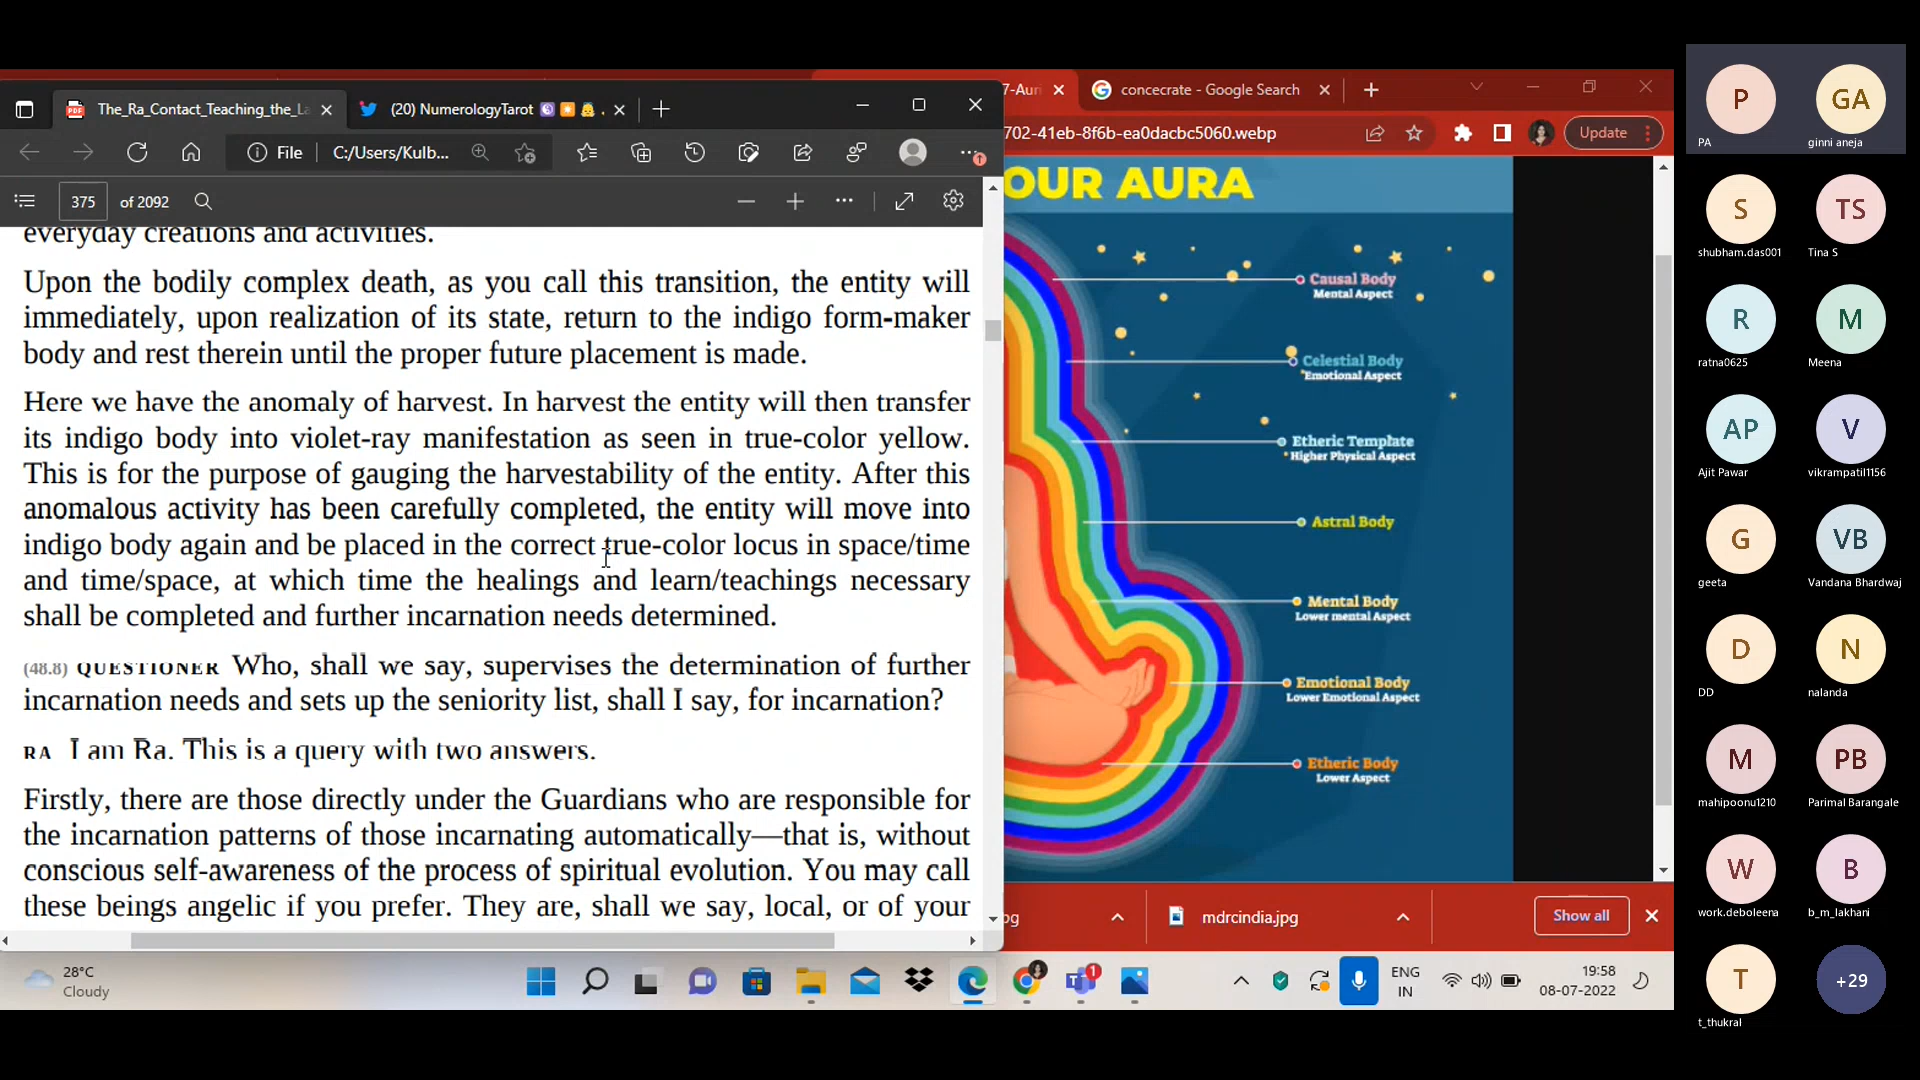 The_Ra_Contact_Teaching_the_La
(20) NumerologyTarot
7-Aur
concecrate - Google Search
File
C:/Users/Kulb...
702-41eb-8f6b-ea0dacbc5060.webp
Update
375 of 2092
everyday creations and activities.
Upon the bodily complex death, as you call this transition, the entity will
immediately, upon realization of its state, return to the indigo form-maker
body and rest therein until the proper future placement is made.
Here we have the anomaly of harvest. In harvest the entity will then transfer
its indigo body into violet-ray manifestation as seen in true-color yellow.
This is for the purpose of gauging the harvestability of the entity. After this
anomalous activity has been carefully completed, the entity will move into
indigo body again and be placed in the correct true-color locus in space/time
and time/space, at which time the healings and learn/teachings necessary
shall be completed and further incarnation needs determined.
(48.8) QUESTIONER Who, shall we say, supervises the determination of further
incarnation needs and sets up the seniority list, shall I say, for incarnation?
RA I am Ra. This is a query with two answers.
Firstly, there are those directly under the Guardians who are responsible for
the incarnation patterns of those incarnating automatically—that is, without
conscious self-awareness of the process of spiritual evolution. You may call
these beings angelic if you prefer. They are, shall we say, local, or of your
OUR AURA
Causal Body
Mental Aspect
Celestial Body
Emotional Aspect
Etheric Template
Higher Physical Aspect
Astral Body
Mental Body
Lower mental Aspect
Emotional Body
Lower Emotional Aspect
Etheric Body
Lower Aspect
pg
mdrcindia.jpg
Show all
28°C
Cloudy
1
ENG
IN
19:58
08-07-2022
P
PA
GA
ginni aneja
S
shubham.das001
TS
Tina S
R
ratna0625
M
Meena
AP
Ajit Pawar
V
vikrampatil1156
G
geeta
VB
Vandana Bhardwaj
D
DD
N
nalanda
M
mahipoonu1210
PB
Parimal Barangale
W
work.deboleena
B
b_m_lakhani
T
t_thukral
+29